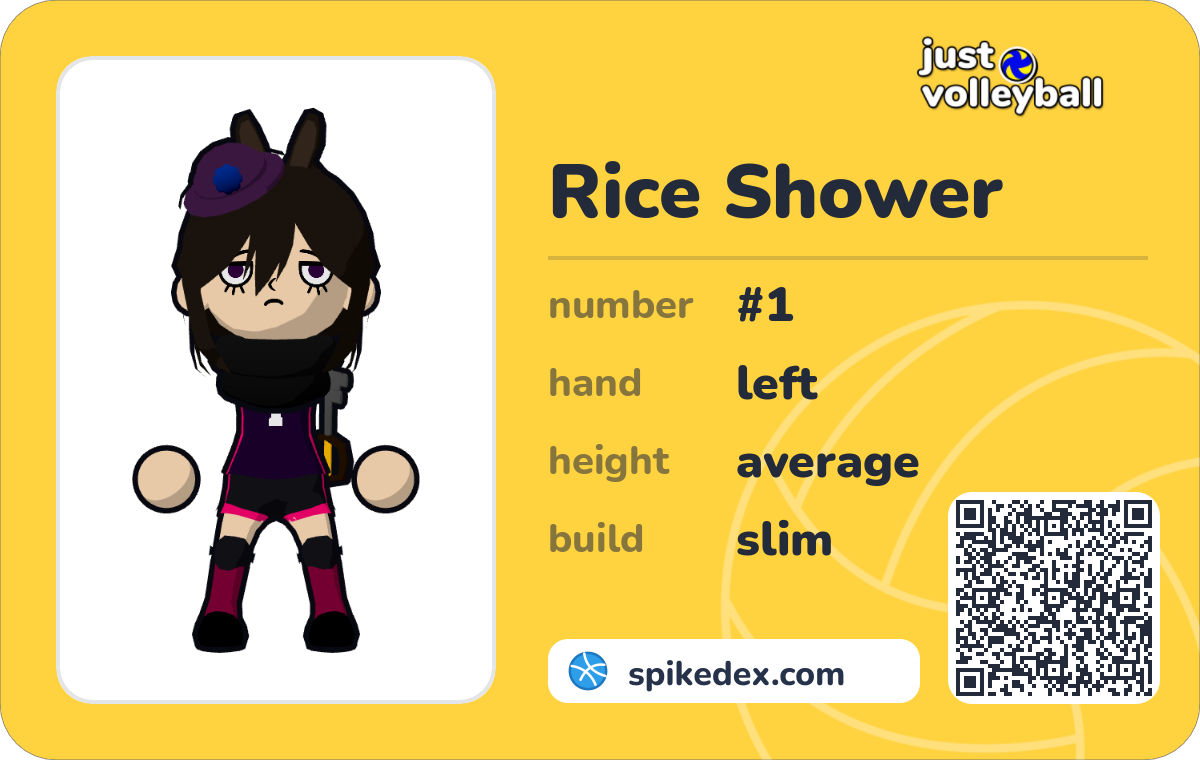 just
volleyball
Rice Shower
number #1
hand left
height average
build slim
spikedex.com